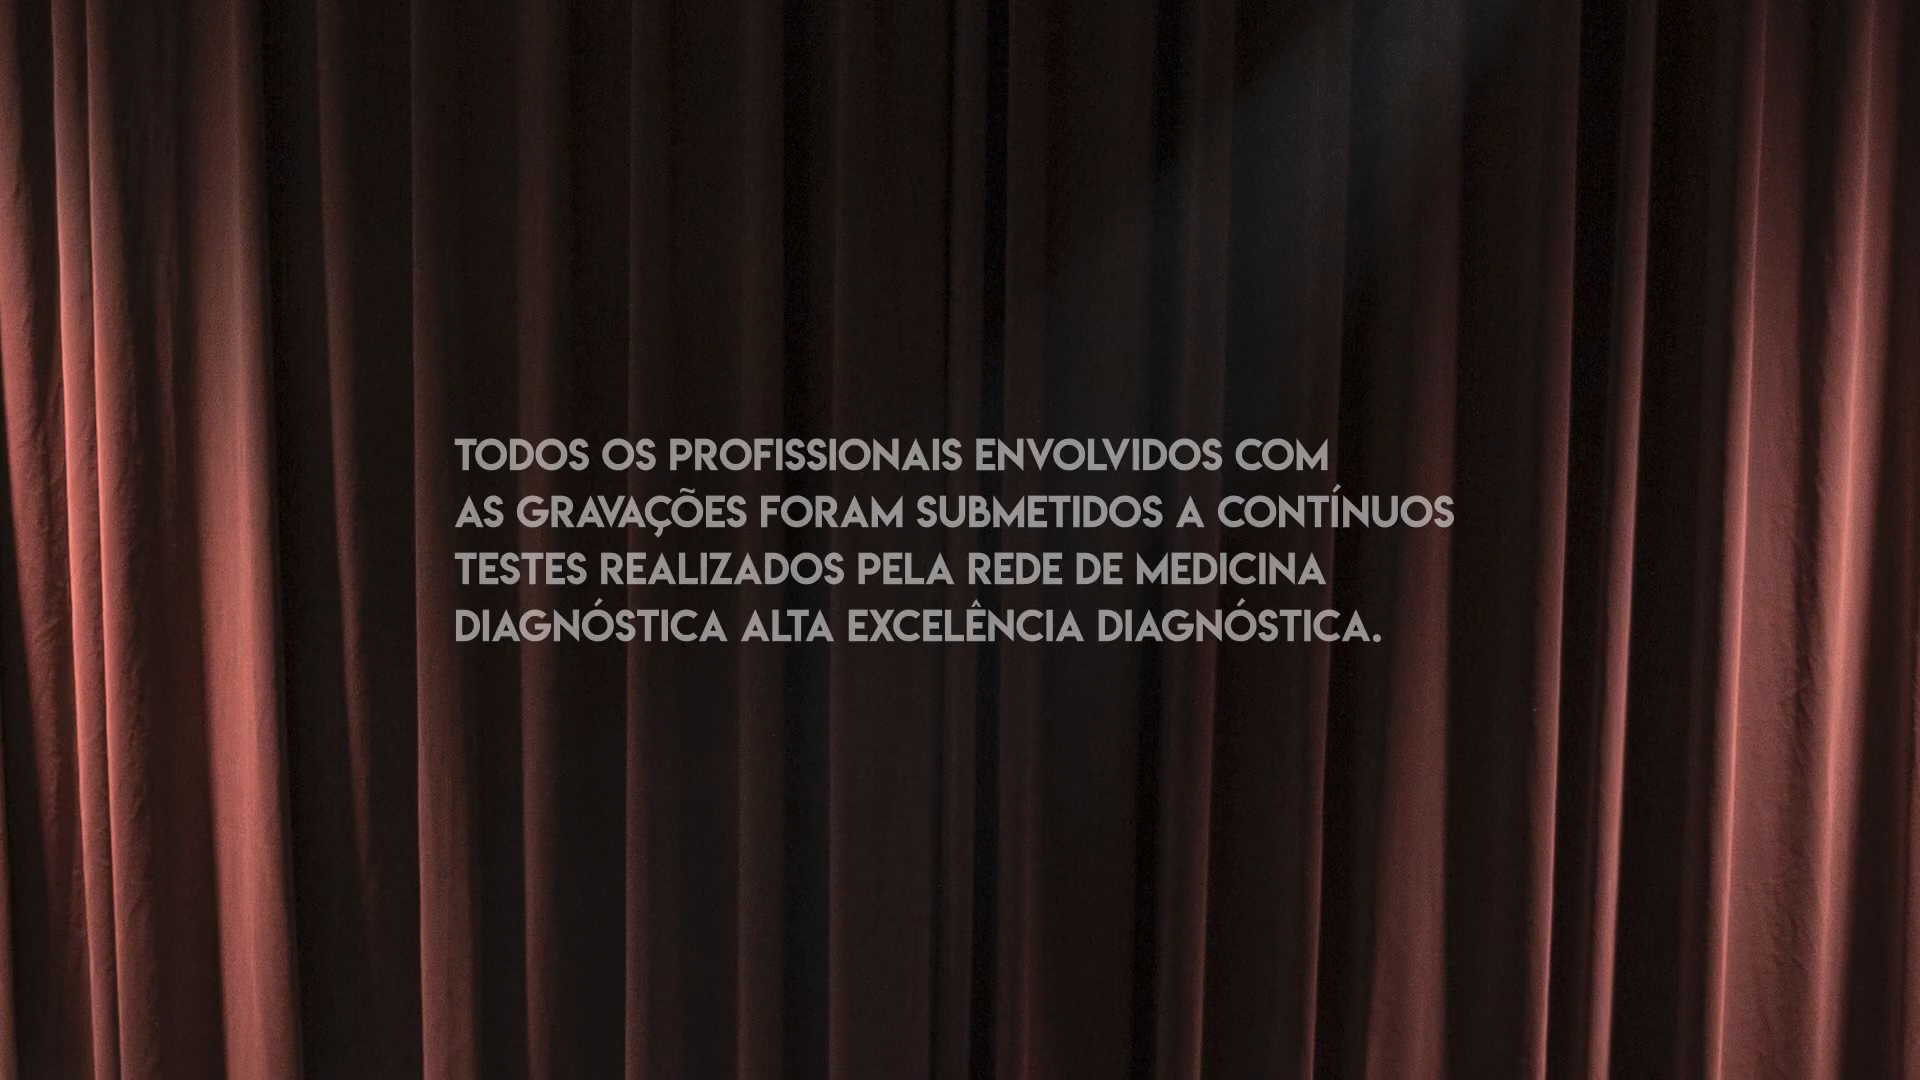 TODOS OS PROFISSIONAIS ENVOLVIDOS COM
AS GRAVAÇÕES FORAM SUBMETIDOS A CONTÍNUOS
TESTES REALIZADOS PELA REDE DE MEDICINA
DIAGNÓSTICA ALTA EXCELÊNCIA DIAGNÓSTICA.